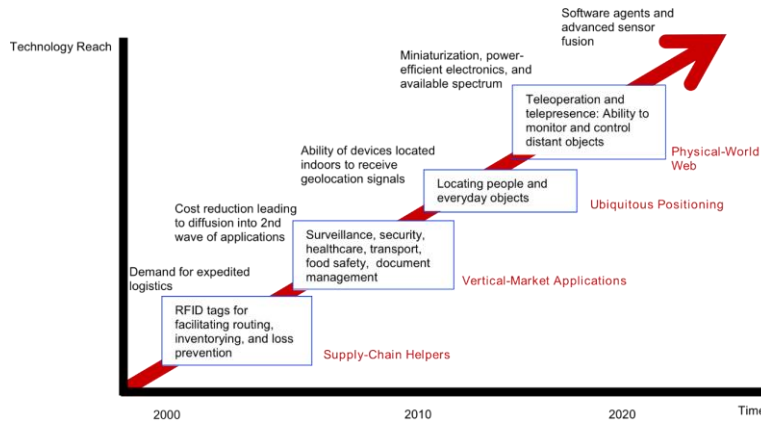 Software agents and
advanced sensor
fusion
Technology Reach
Miniaturization, power-
efficient electronics, and
available spectrum
Teleoperation and
telepresence: Ability to
monitor and control
distant objects
Physical-World
Web
Ability of devices located
indoors to receive
geolocation signals
Locating people and
everyday objects
Ubiquitous Positioning
Cost reduction leading
to diffusion into 2nd
wave of applications
Surveillance, security,
healthcare, transport,
food safety, document
management
Vertical-Market Applications
Demand for expedited
logistics
RFID tags for
facilitating routing,
inventorying, and loss
prevention
Supply-Chain Helpers
2000
2010
2020
Time